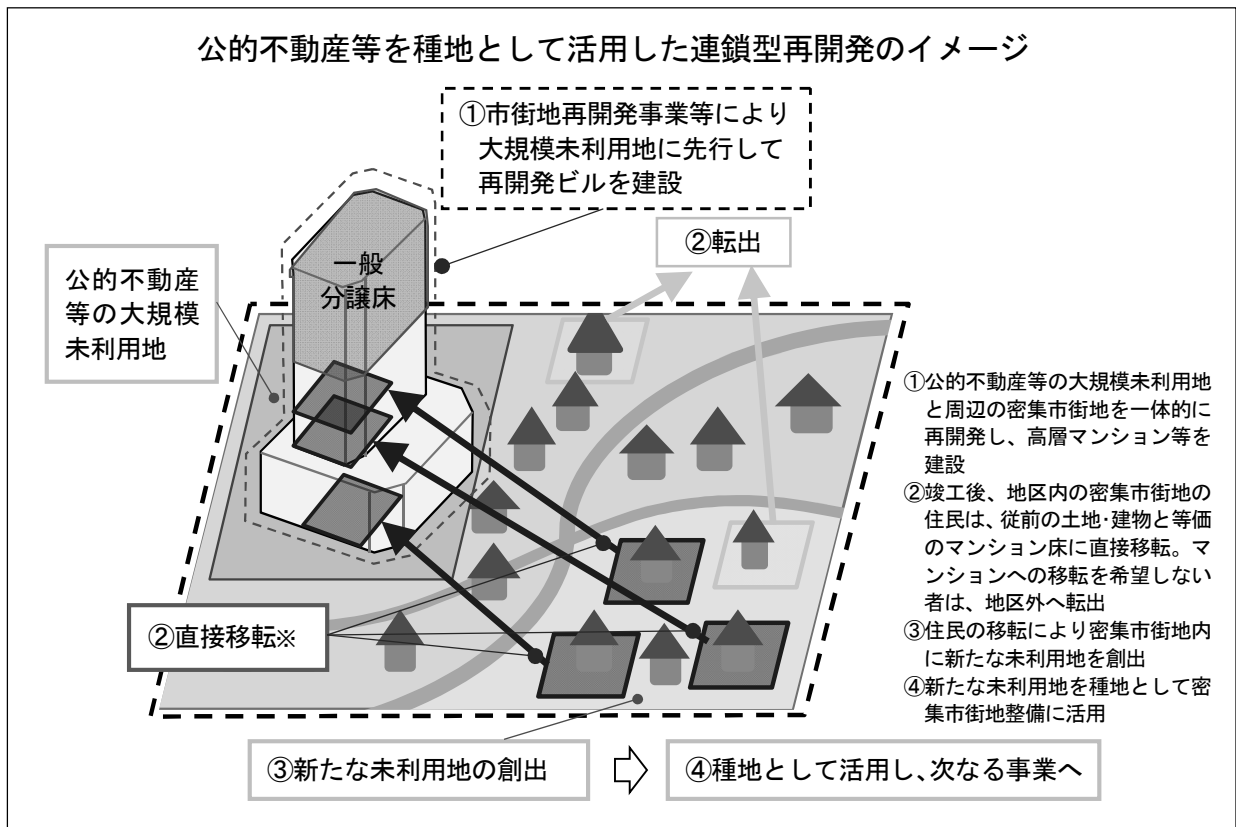 公的不動産等を種地として活用した連鎖型再開発のイメージ
①市街地再開発事業等により
大規模未利用地に先行して
再開発ビルを建設
②転出
公的不動産
等の大規模
未利用地
一般
分譲床
①公的不動産等の大規模未利用地
と周辺の密集市街地を一体的に
再開発し、高層マンション等を
建設
②竣工後、地区内の密集市街地の
住民は、従前の土地・建物と等価
のマンション床に直接移転。マ
ンションへの移転を希望しない
者は、地区外へ転出
③住民の移転により密集市街地内
に新たな未利用地を創出
④新たな未利用地を種地として密
集市街地整備に活用
②直接移転※
③新たな未利用地の創出
④種地として活用し、次なる事業へ